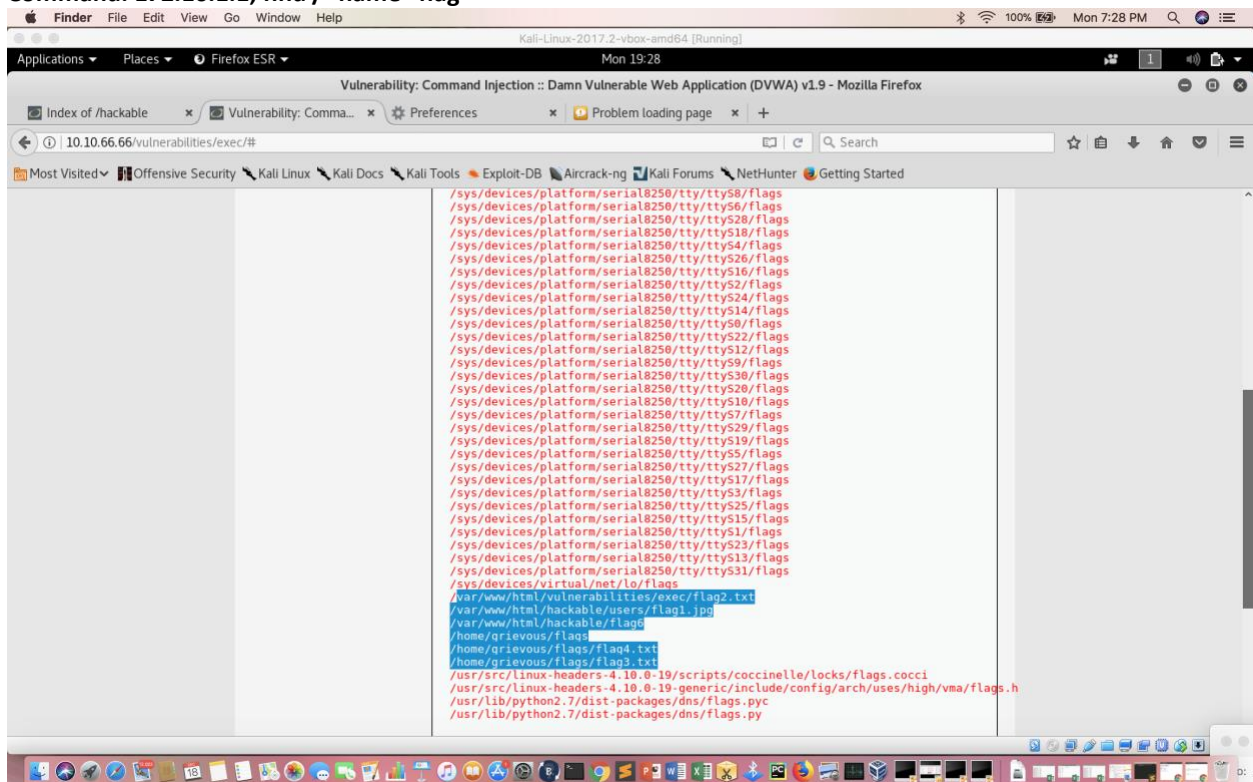 Finder File Edit View Go Window Help 100% Mon 7:28 PM
Kali-Linux-2017.2-vbox-amd64 [Running]
Applications Places Firefox ESR Mon 19:28 1
Vulnerability: Command Injection :: Damn Vulnerable Web Application (DVWA) v1.9 - Mozilla Firefox
Index of /hackable Vulnerability: Comma... Preferences Problem loading page
10.10.66.66/vulnerabilities/exec/# Search
Most Visited Offensive Security Kali Linux Kali Docs Kali Tools Exploit-DB Aircrack-ng Kali Forums NetHunter Getting Started
/sys/devices/platform/serial8250/tty/ttyS8/flags
/sys/devices/platform/serial8250/tty/ttyS6/flags
/sys/devices/platform/serial8250/tty/ttyS28/flags
/sys/devices/platform/serial8250/tty/ttyS18/flags
/sys/devices/platform/serial8250/tty/ttyS4/flags
/sys/devices/platform/serial8250/tty/ttyS26/flags
/sys/devices/platform/serial8250/tty/ttyS16/flags
/sys/devices/platform/serial8250/tty/ttyS2/flags
/sys/devices/platform/serial8250/tty/ttyS24/flags
/sys/devices/platform/serial8250/tty/ttyS14/flags
/sys/devices/platform/serial8250/tty/ttyS0/flags
/sys/devices/platform/serial8250/tty/ttyS22/flags
/sys/devices/platform/serial8250/tty/ttyS12/flags
/sys/devices/platform/serial8250/tty/ttyS9/flags
/sys/devices/platform/serial8250/tty/ttyS30/flags
/sys/devices/platform/serial8250/tty/ttyS20/flags
/sys/devices/platform/serial8250/tty/ttyS10/flags
/sys/devices/platform/serial8250/tty/ttyS7/flags
/sys/devices/platform/serial8250/tty/ttyS29/flags
/sys/devices/platform/serial8250/tty/ttyS19/flags
/sys/devices/platform/serial8250/tty/ttyS5/flags
/sys/devices/platform/serial8250/tty/ttyS27/flags
/sys/devices/platform/serial8250/tty/ttyS17/flags
/sys/devices/platform/serial8250/tty/ttyS3/flags
/sys/devices/platform/serial8250/tty/ttyS25/flags
/sys/devices/platform/serial8250/tty/ttyS15/flags
/sys/devices/platform/serial8250/tty/ttyS1/flags
/sys/devices/platform/serial8250/tty/ttyS23/flags
/sys/devices/platform/serial8250/tty/ttyS13/flags
/sys/devices/platform/serial8250/tty/ttyS31/flags
/sys/devices/virtual/net/lo/flags
/var/www/html/vulnerabilities/exec/flag2.txt
/var/www/html/hackable/users/flag1.jpg
/var/www/html/hackable/flag6
/home/grievous/flags
/home/grievous/flags/flag4.txt
/home/grievous/flags/flag3.txt
/usr/src/linux-headers-4.10.0-19/scripts/coccinelle/locks/flags.cocci
/usr/src/linux-headers-4.10.0-19-generic/include/config/arch/uses/high/vma/flags.h
/usr/lib/python2.7/dist-packages/dns/flags.pyc
/usr/lib/python2.7/dist-packages/dns/flags.py